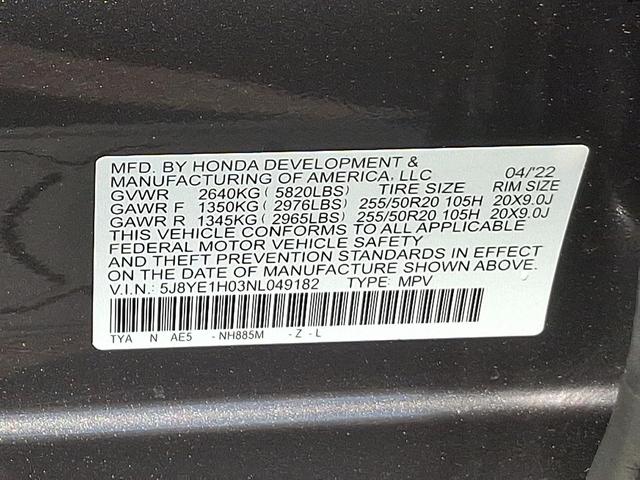 MFD. BY HONDA DEVELOPMENT &
MANUFACTURING OF AMERICA, LLC 04/'22
GVWR 2640KG ( 5820LBS) TIRE SIZE RIM SIZE
GAWR F 1350KG ( 2976LBS) 255/50R20 105H 20X9.0J
GAWR R 1345KG ( 2965LBS) 255/50R20 105H 20X9.0J
THIS VEHICLE CONFORMS TO ALL APPLICABLE
FEDERAL MOTOR VEHICLE SAFETY
AND THEFT PREVENTION STANDARDS IN EFFECT
ON THE DATE OF MANUFACTURE SHOWN ABOVE.
V.I.N.: 5J8YE1H03NL049182 TYPE: MPV
TYA N AE5 - NH885M - Z - L